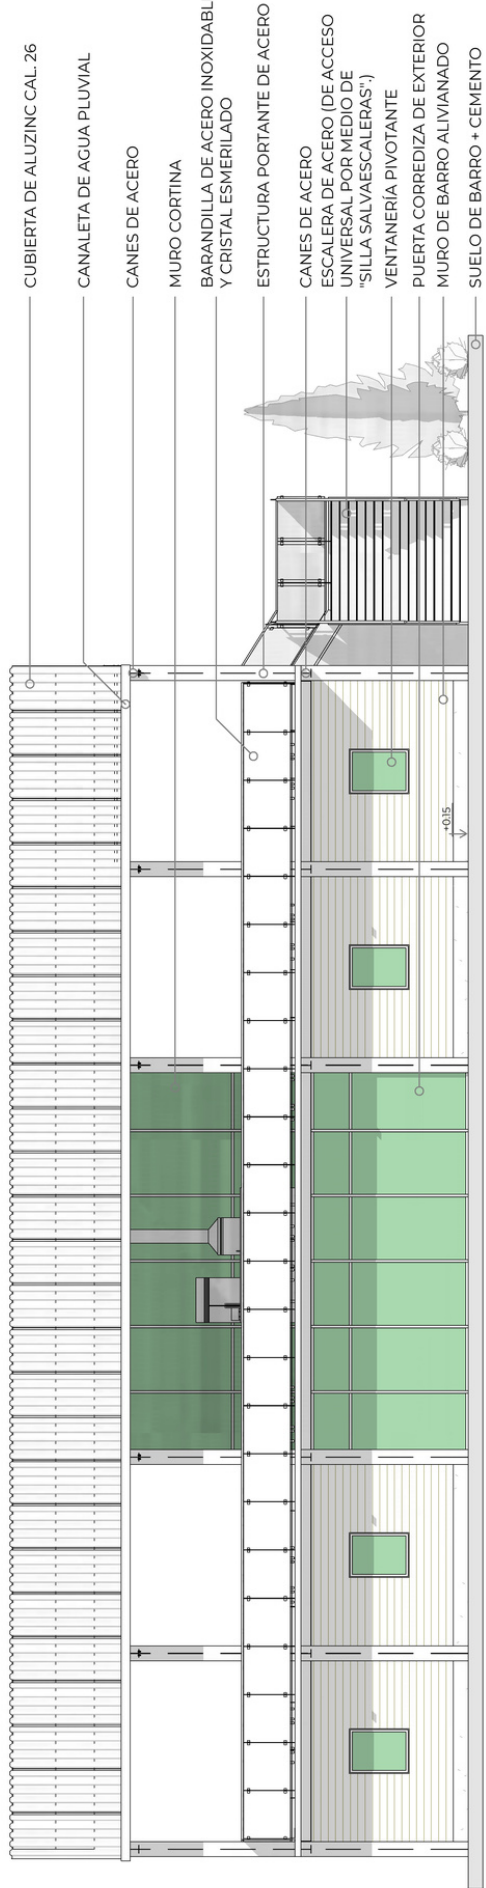 CUBIERTA DE ALUZINC CAL. 26
CANALETA DE AGUA PLUVIAL
CANES DE ACERO
MURO CORTINA
BARANDILLA DE ACERO INOXIDABL
Y CRISTAL ESMERILADO
ESTRUCTURA PORTANTE DE ACERO
CANES DE ACERO
ESCALERA DE ACERO (DE ACCESO
UNIVERSAL POR MEDIO DE
"SILLA SALVAESCALERAS".)
VENTANERÍA PIVOTANTE
PUERTA CORREDIZA DE EXTERIOR
MURO DE BARRO ALIVIANADO
SUELO DE BARRO + CEMENTO
+0.15